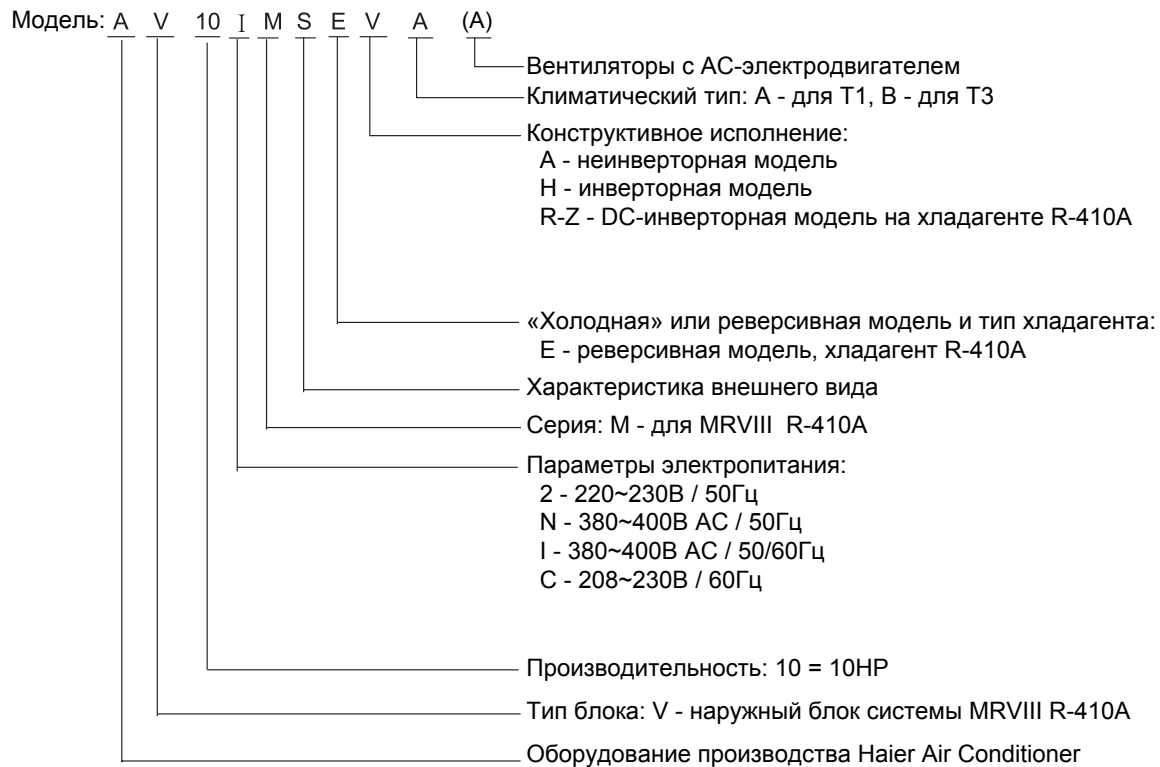 Модель: A V 10 I M S E V A (A)
Вентиляторы с AC-электродвигателем
Климатический тип: A - для T1, B - для T3
Конструктивное исполнение:
A - неинверторная модель
H - инверторная модель
R-Z - DC-инверторная модель на хладагенте R-410A
«Холодная» или реверсивная модель и тип хладагента:
E - реверсивная модель, хладагент R-410A
Характеристика внешнего вида
Серия: M - для MRVIII R-410A
Параметры электропитания:
2 - 220~230В / 50Гц
N - 380~400В AC / 50Гц
I - 380~400В AC / 50/60Гц
C - 208~230В / 60Гц
Производительность: 10 = 10HP
Тип блока: V - наружный блок системы MRVIII R-410A
Оборудование производства Haier Air Conditioner